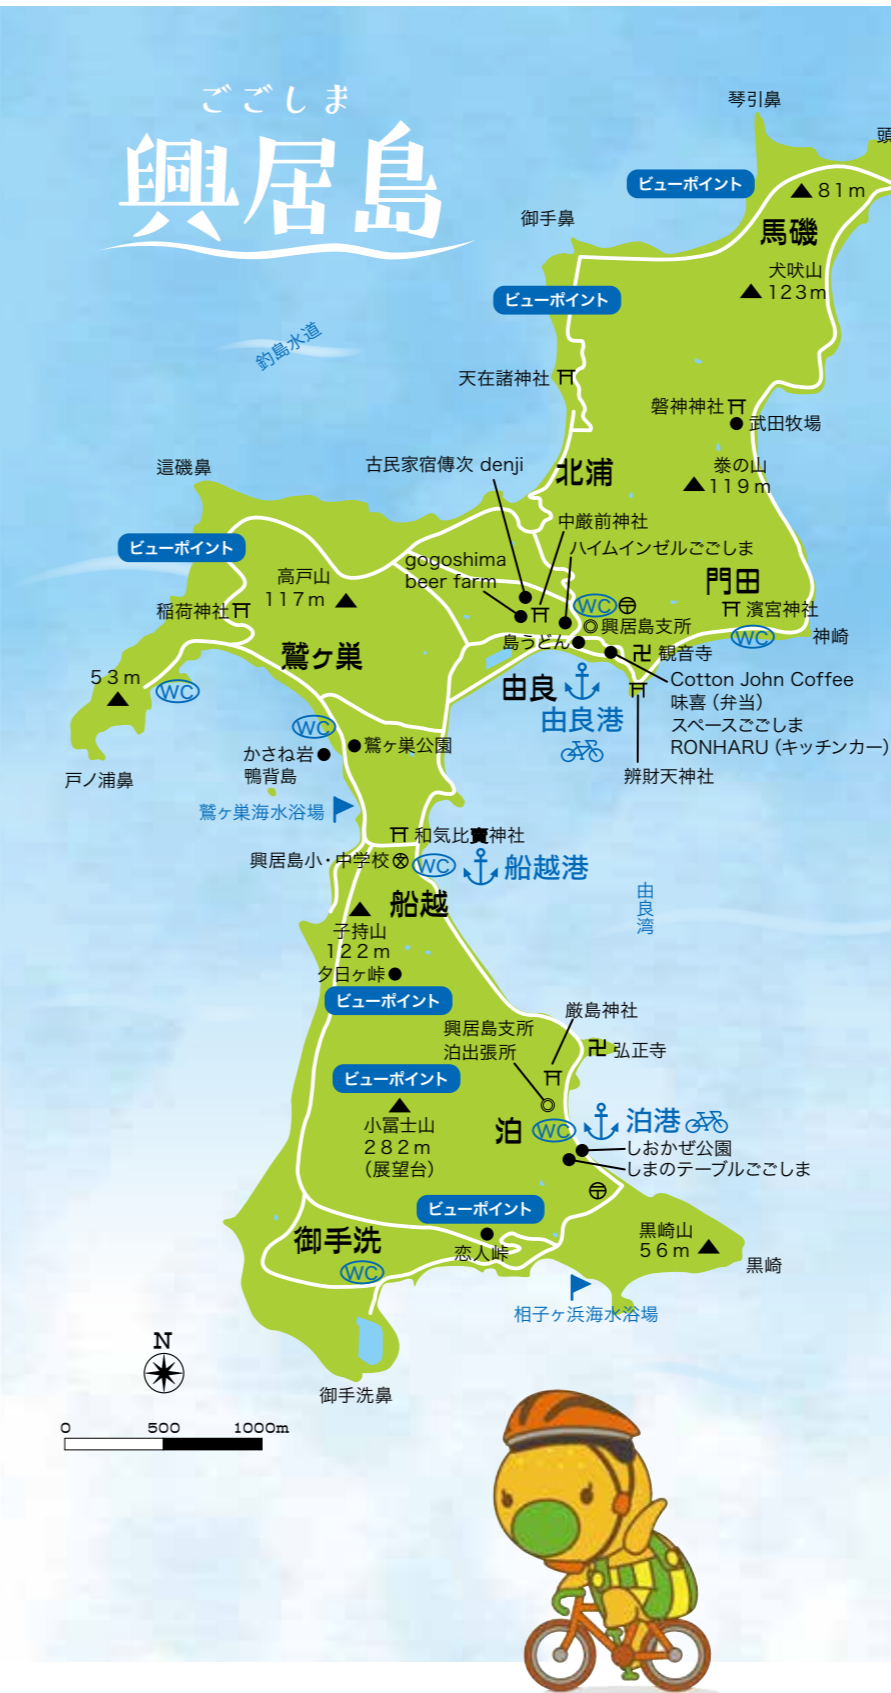 ごごしま
興居島
琴引鼻
頭
ビューポイント
81m
馬磯
御手鼻
犬吠山
123m
ビューポイント
釣島水道
天在諸神社
磐神神社
武田牧場
這磯鼻
古民家宿傳次 denji
北浦
泰の山
119m
中厳前神社
ビューポイント
gogoshima
beer farm
ハイムインゼルごごしま
高戸山
117m
門田
稲荷神社
WC
〒
濱宮神社
興居島支所
WC
神崎
島うどん
鷲ヶ巣
卍 観音寺
53m
WC
由良
Cotton John Coffee
味喜（弁当）
スペースごごしま
RONHARU（キッチンカー）
由良港
WC
鷲ヶ巣公園
かさね岩
鴨背島
戸ノ浦鼻
辨財天神社
鷲ヶ巣海水浴場
和気比賣神社
興居島小・中学校
文
WC
船越港
船越
由良湾
子持山
122m
夕日ヶ峠
ビューポイント
厳島神社
興居島支所
泊出張所
卍 弘正寺
ビューポイント
小冨士山
282m
（展望台）
泊
WC
泊港
しおかぜ公園
しまのテーブルごごしま
〒
ビューポイント
黒崎山
56m
御手洗
恋人峠
黒崎
WC
相子ヶ浜海水浴場
N
御手洗鼻
0 500 1000m